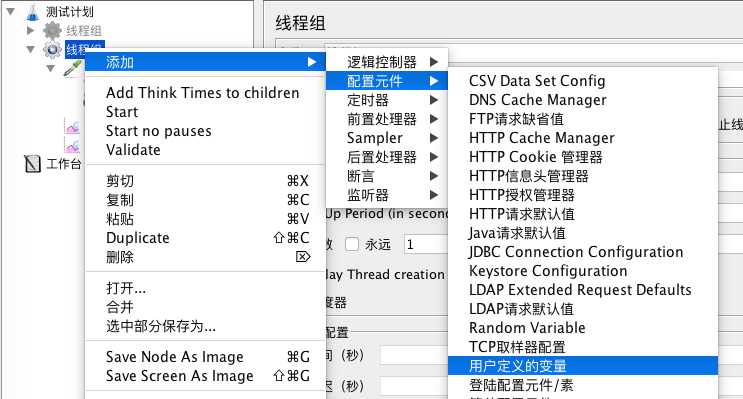 测试计划
线程组
线程组
工作台
线程组
添加
Add Think Times to children
Start
Start no pauses
Validate
剪切 ⌘X
复制 ⌘C
粘贴 ⌘V
Duplicate ⇧⌘C
删除 ⌦
打开...
合并
选中部分保存为...
Save Node As Image ⌘G
Save Screen As Image ⇧⌘G
逻辑控制器
配置元件
定时器
前置处理器
Sampler
后置处理器
断言
监听器
CSV Data Set Config
DNS Cache Manager
FTP请求缺省值
HTTP Cache Manager
HTTP Cookie 管理器
HTTP信息头管理器
HTTP授权管理器
HTTP请求默认值
Java请求默认值
JDBC Connection Configuration
Keystore Configuration
LDAP Extended Request Defaults
LDAP请求默认值
Random Variable
TCP取样器配置
用户定义的变量
登陆配置元件/素
止线
Up Period (in secon
数 永远 1
lay Thread creation
度器
配置
间（秒）
迟（秒）